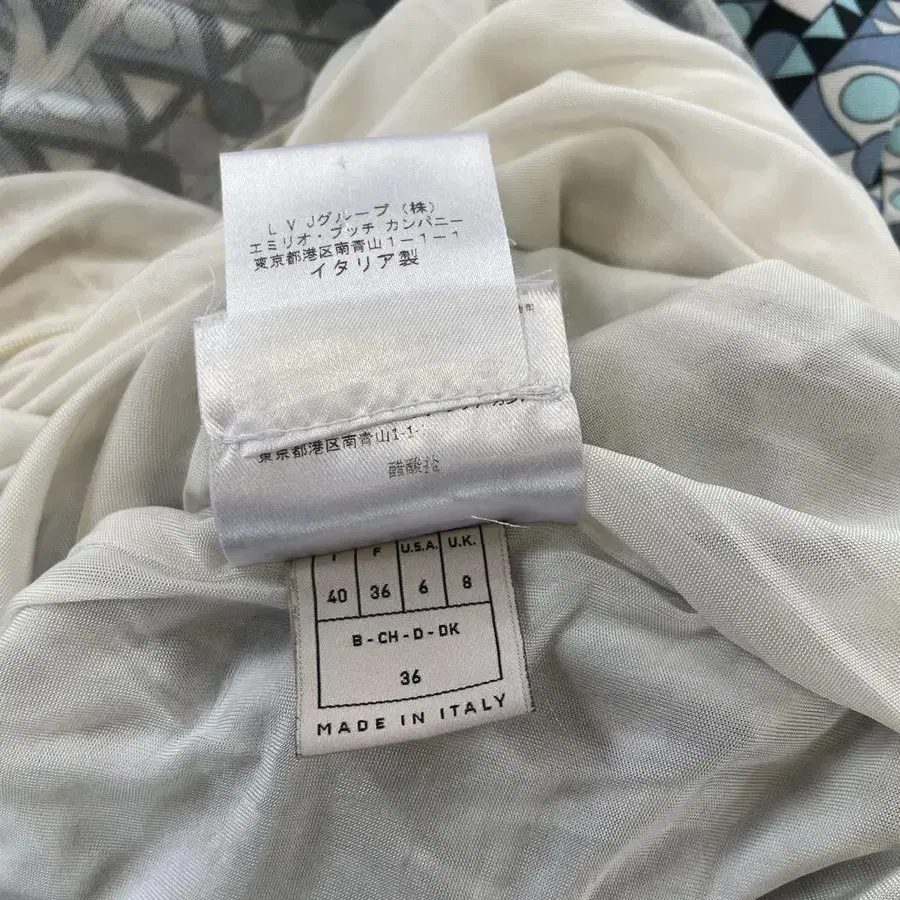 LVJグループ（株）
エミリオ・プッチ カンパニー
東京都港区南青山1-1-1
イタリア製
東京都港区南青山1-1-
I F U.S.A. U.K.
40 36 6 8
B-CH-D-DK
36
MADE IN ITALY